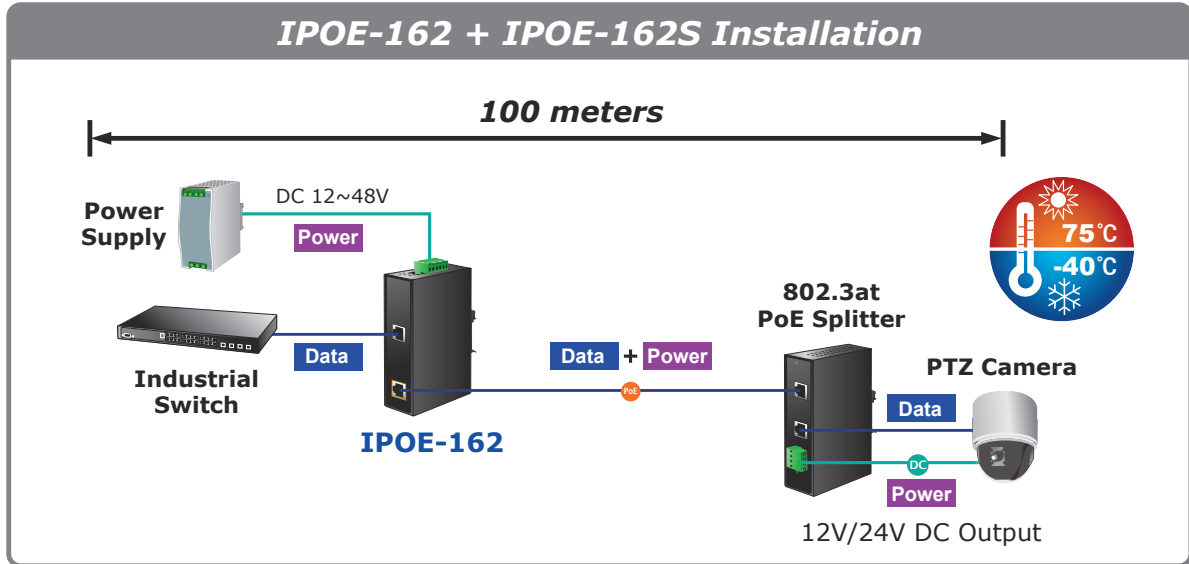 IPOE-162 + IPOE-162S Installation
100 meters
Power
Supply
DC 12~48V
Power
75°C
-40°C
802.3at
PoE Splitter
Data
Industrial
Switch
Data + Power
PoE
IPOE-162
PTZ Camera
Data
DC
Power
12V/24V DC Output